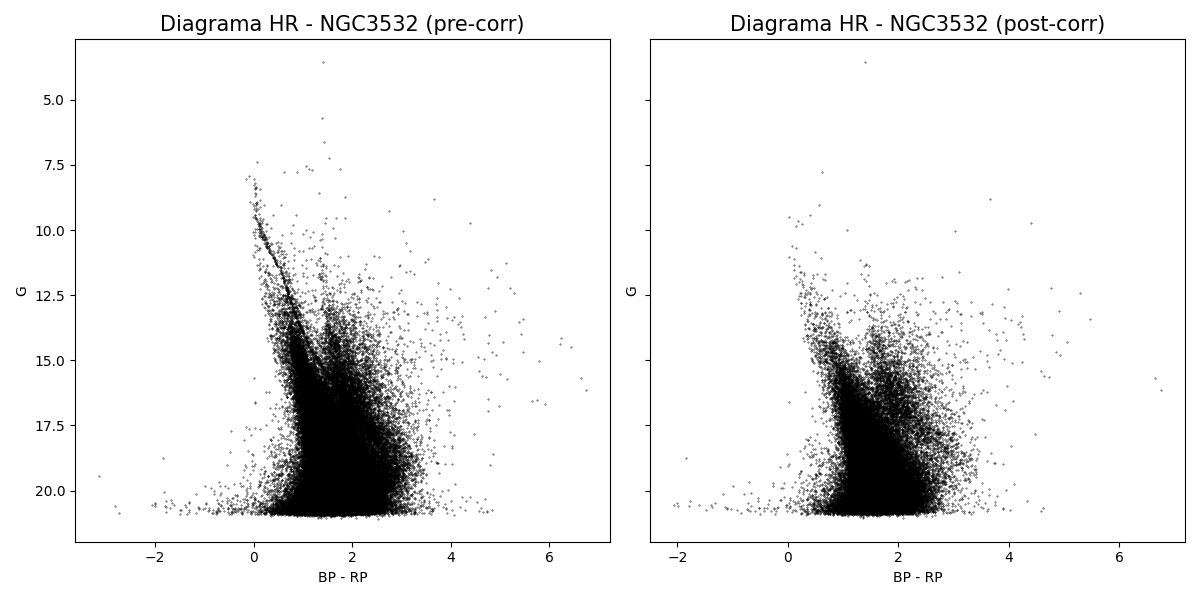 Diagrama HR - NGC3532 (pre-corr)
Diagrama HR - NGC3532 (post-corr)
5.0
7.5
10.0
12.5
15.0
17.5
20.0
G
G
−2
0
2
4
6
−2
0
2
4
6
BP - RP
BP - RP